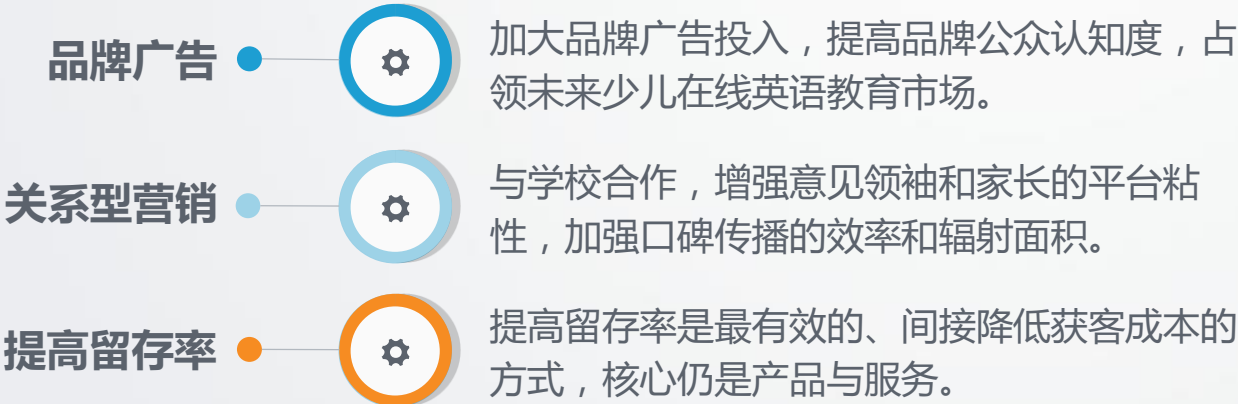 品牌广告
加大品牌广告投入，提高品牌公众认知度，占
领未来少儿在线英语教育市场。
关系型营销
与学校合作，增强意见领袖和家长的平台粘
性，加强口碑传播的效率和辐射面积。
提高留存率
提高留存率是最有效的、间接降低获客成本的
方式，核心仍是产品与服务。